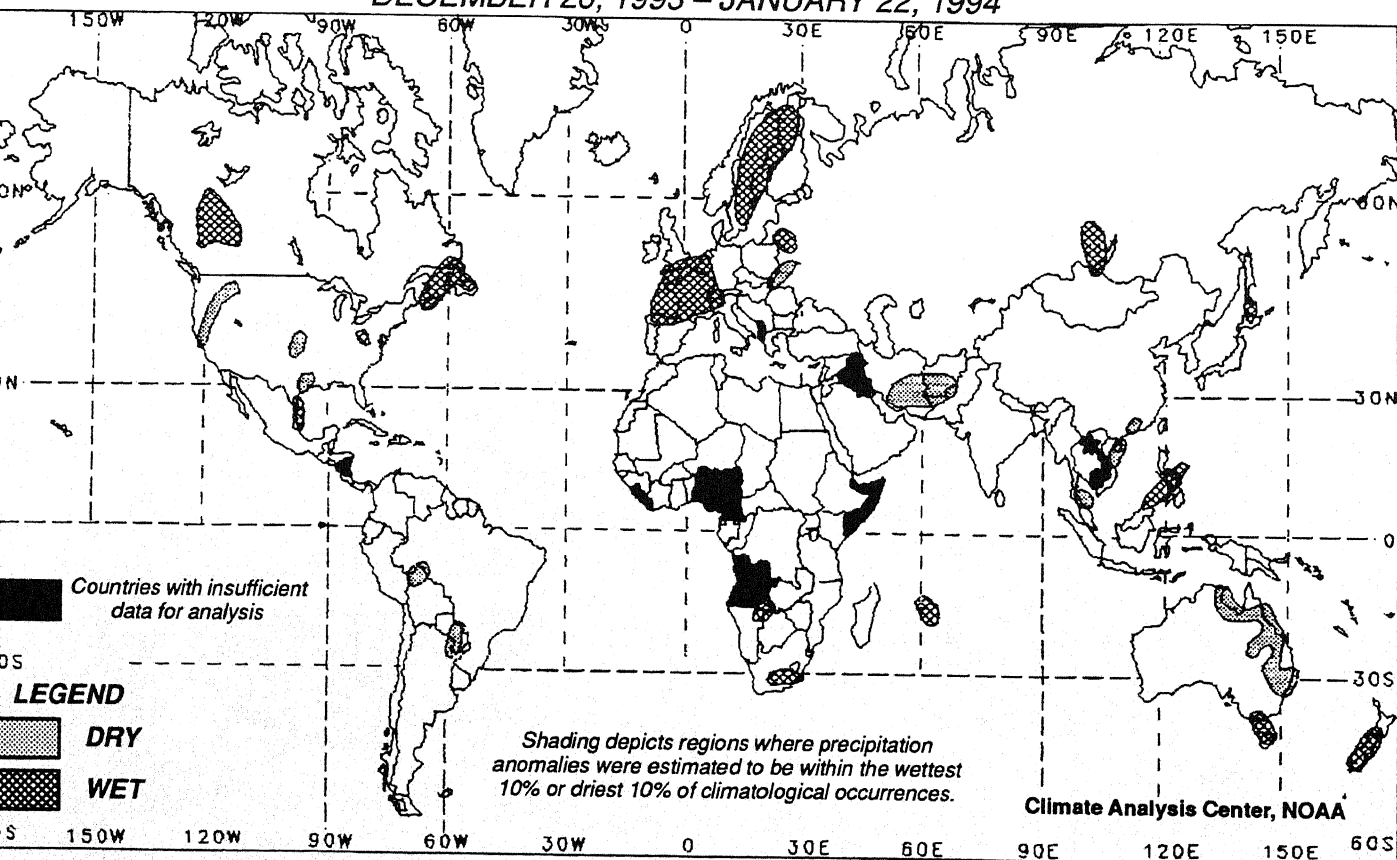 DECEMBER 26, 1993 – JANUARY 22, 1994
150W 120W 90W 60W 30W 0 30E 60E 90E 120E 150E
60N
30N
0
Countries with insufficient
data for analysis
30S
LEGEND
DRY
WET
Shading depicts regions where precipitation
anomalies were estimated to be within the wettest
10% or driest 10% of climatological occurrences.
Climate Analysis Center, NOAA
150W 120W 90W 60W 30W 0 30E 60E 90E 120E 150E 60S